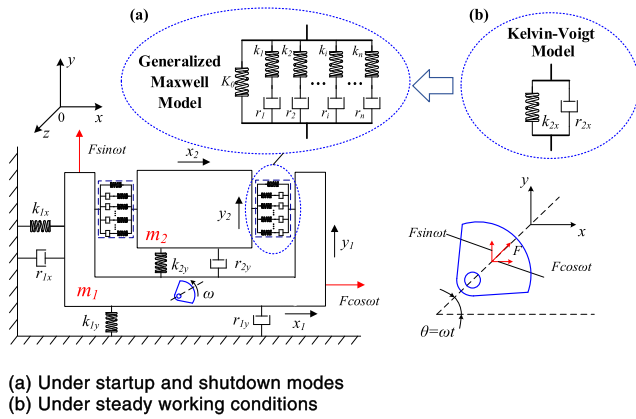 (a)
(b)
Generalized
Maxwell
Model
K₀
k₁ k₂ kᵢ kₙ
... ...
r₁ r₂ rᵢ rₙ
Kelvin-Voigt
Model
k₂ₓ
r₂ₓ
y
0
x
z
Fsinωt
x₂
k₁ₓ
r₁ₓ
m₂
y₂
y₁
k₂y
r₂y
m₁
ω
Fcosωt
k₁y
r₁y
x₁
y
x
Fsinωt
F
Fcosωt
θ=ωt
(a) Under startup and shutdown modes
(b) Under steady working conditions